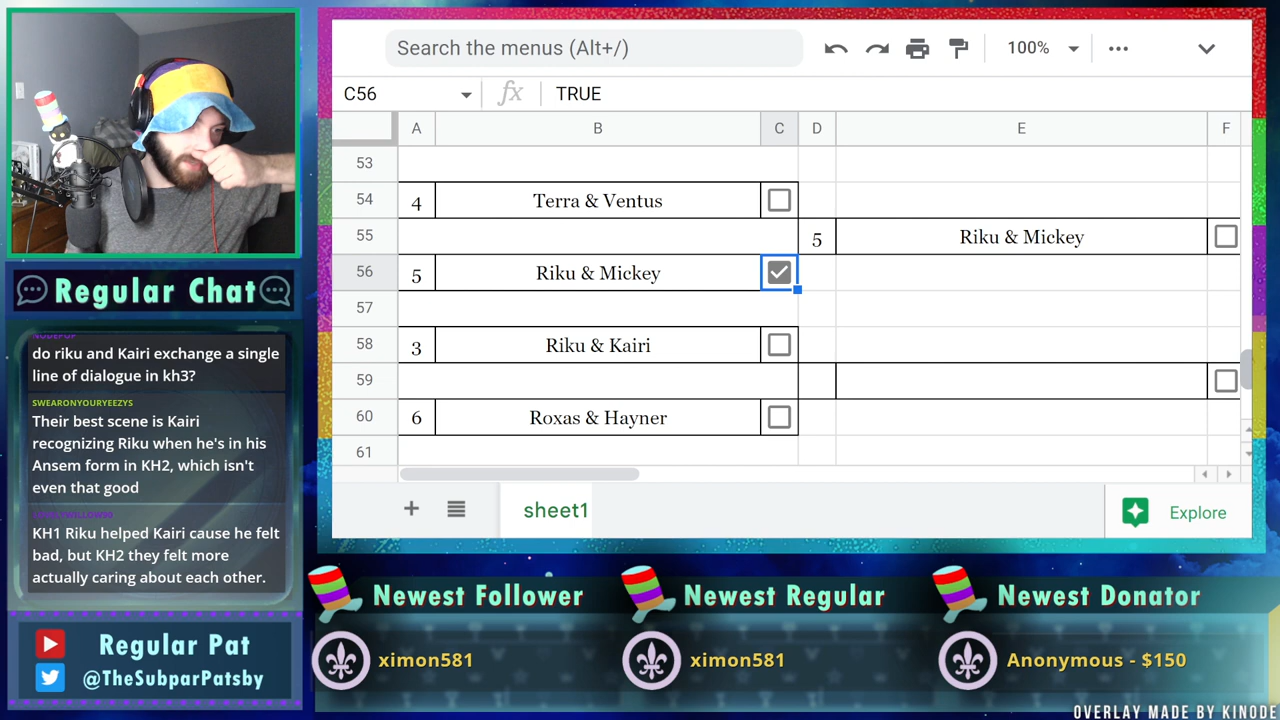 Search the menus (Alt+/)
100%
C56
fx
TRUE
A B C D E F
53
54 4 Terra & Ventus
55 5 Riku & Mickey
56 5 Riku & Mickey
57
58 3 Riku & Kairi
59
60 6 Roxas & Hayner
61
sheet1
Explore
Regular Chat
do riku and Kairi exchange a single
line of dialogue in kh3?
SWEARONYOURYEEZYS
Their best scene is Kairi
recognizing Riku when he's in his
Ansem form in KH2, which isn't
even that good
KH1 Riku helped Kairi cause he felt
bad, but KH2 they felt more
actually caring about each other.
Regular Pat
@TheSubparPatsby
Newest Follower
ximon581
Newest Regular
ximon581
Newest Donator
Anonymous - $150
OVERLAY MADE BY KINODE